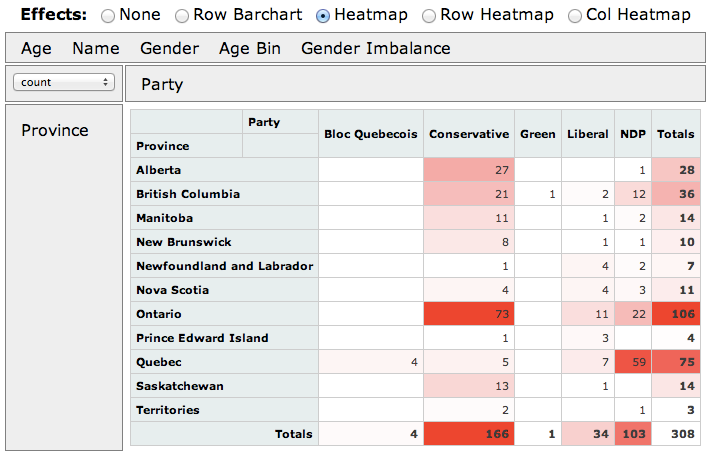 Effects: None Row Barchart Heatmap Row Heatmap Col Heatmap
Age Name Gender Age Bin Gender Imbalance
count Party
Province
Party Bloc Quebecois Conservative Green Liberal NDP Totals
Province
Alberta 27 1 28
British Columbia 21 1 2 12 36
Manitoba 11 1 2 14
New Brunswick 8 1 1 10
Newfoundland and Labrador 1 4 2 7
Nova Scotia 4 4 3 11
Ontario 73 11 22 106
Prince Edward Island 1 3 4
Quebec 4 5 7 59 75
Saskatchewan 13 1 14
Territories 2 1 3
Totals 4 166 1 34 103 308